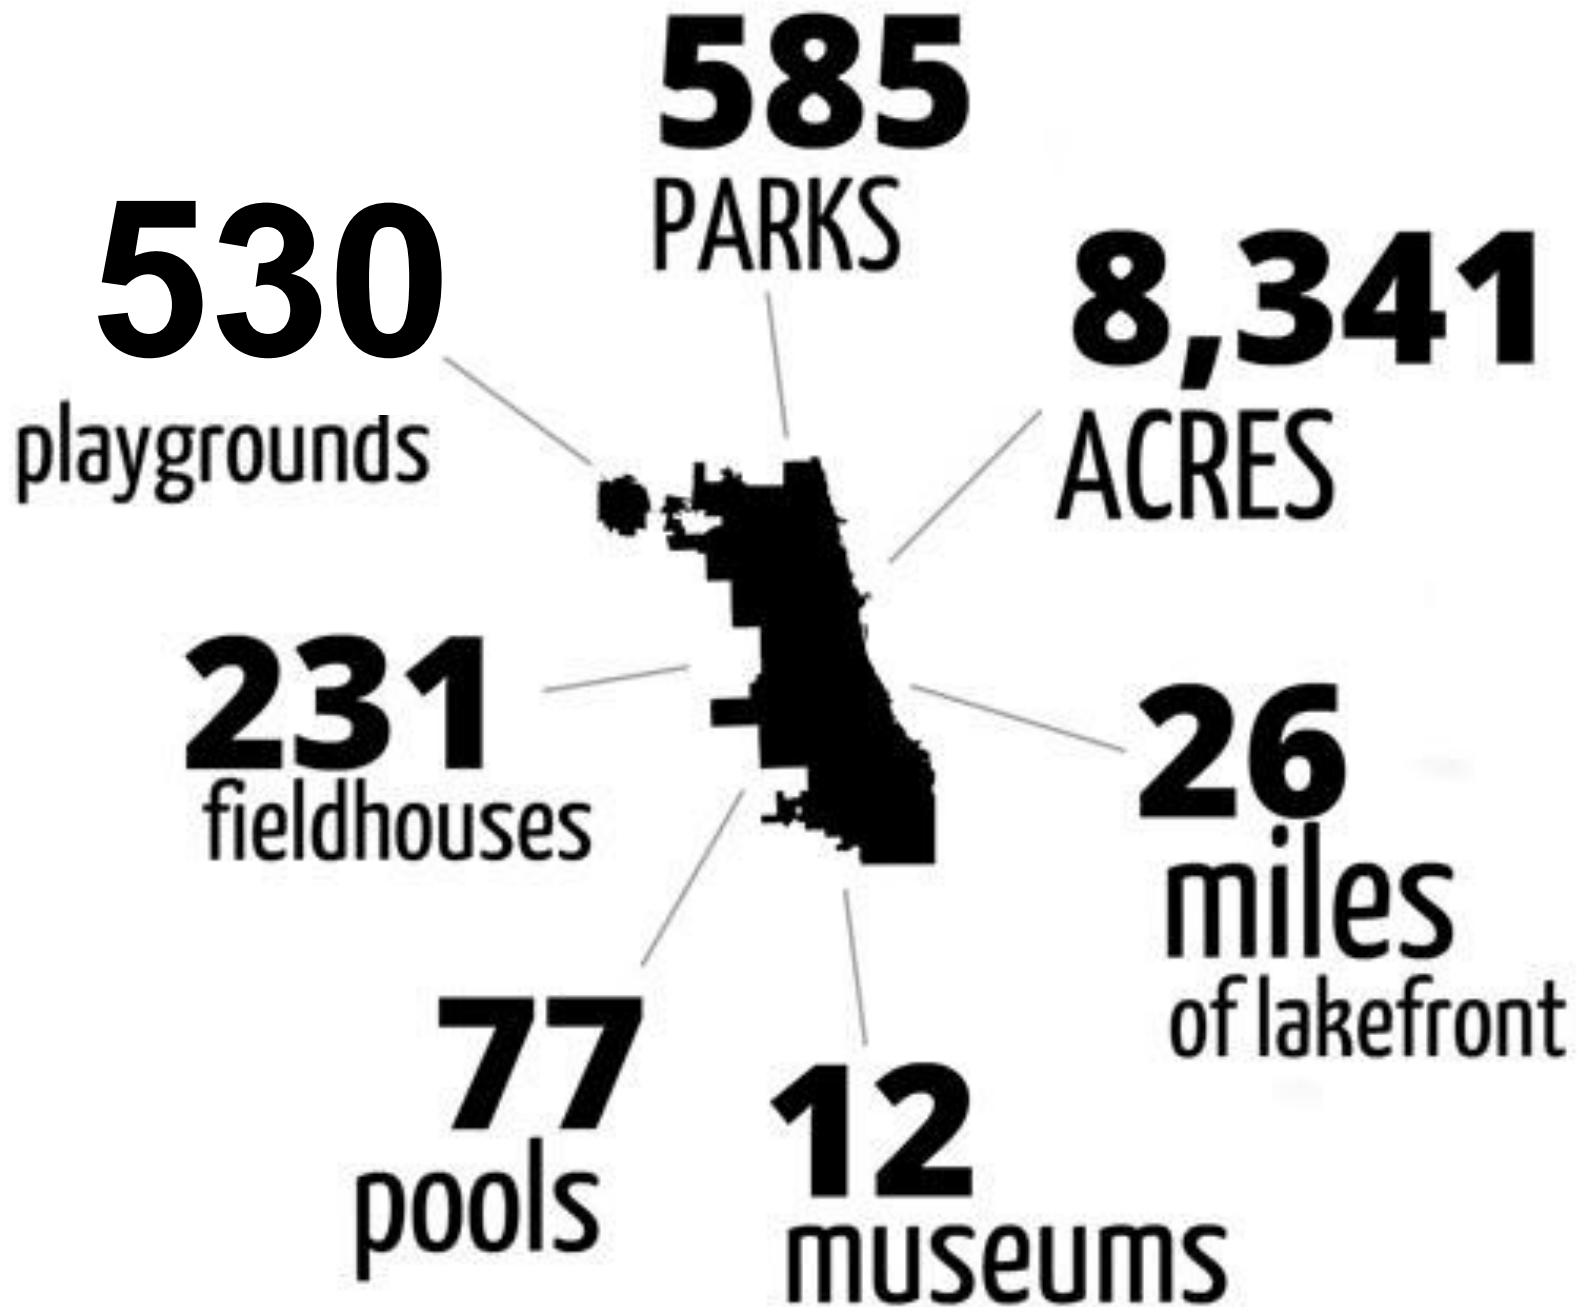 585
PARKS
530
playgrounds
8,341
ACRES
231
fieldhouses
26
miles
of lakefront
77
pools
12
museums